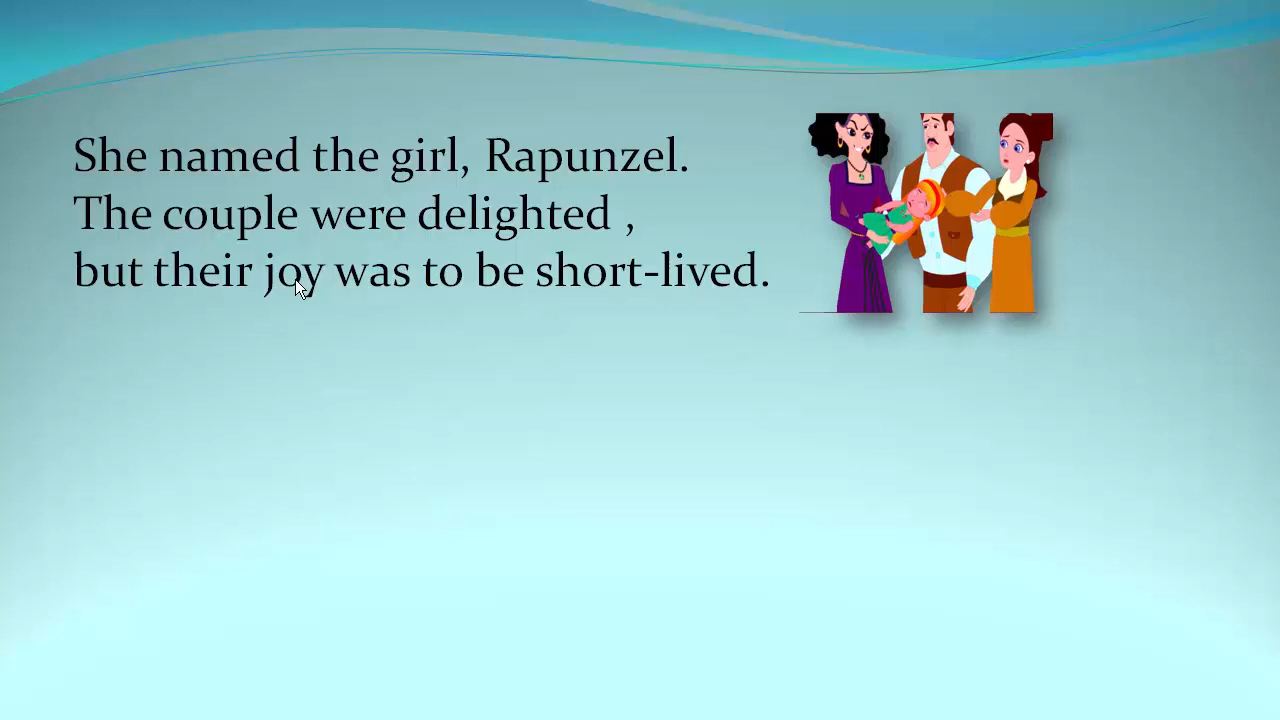 She named the girl, Rapunzel.
The couple were delighted ,
but their joy was to be short-lived.